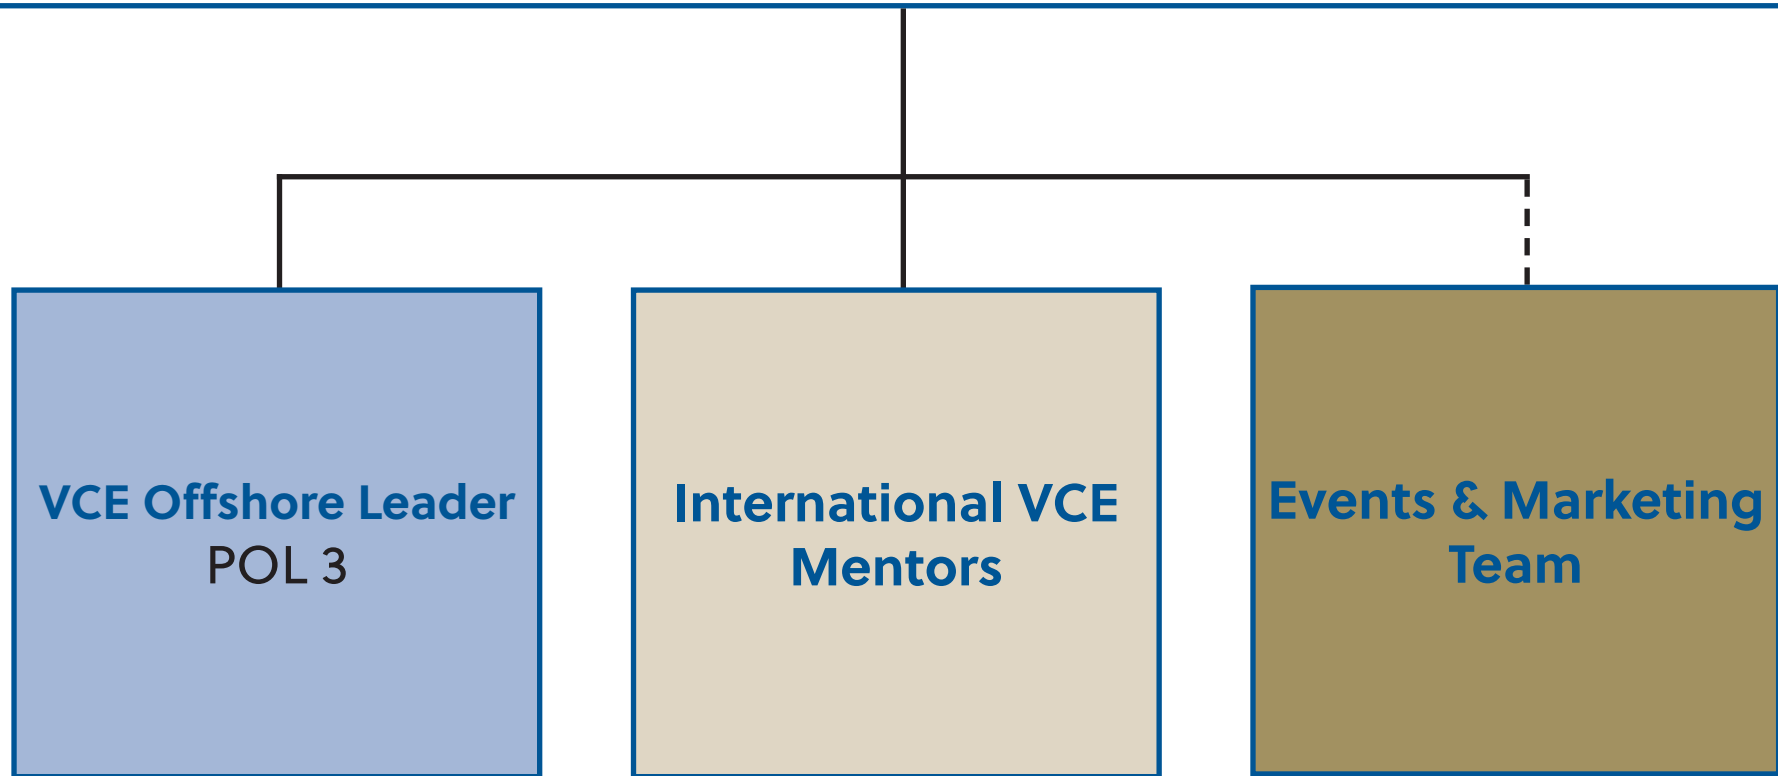 VCE Offshore Leader
POL 3
International VCE
Mentors
Events & Marketing
Team